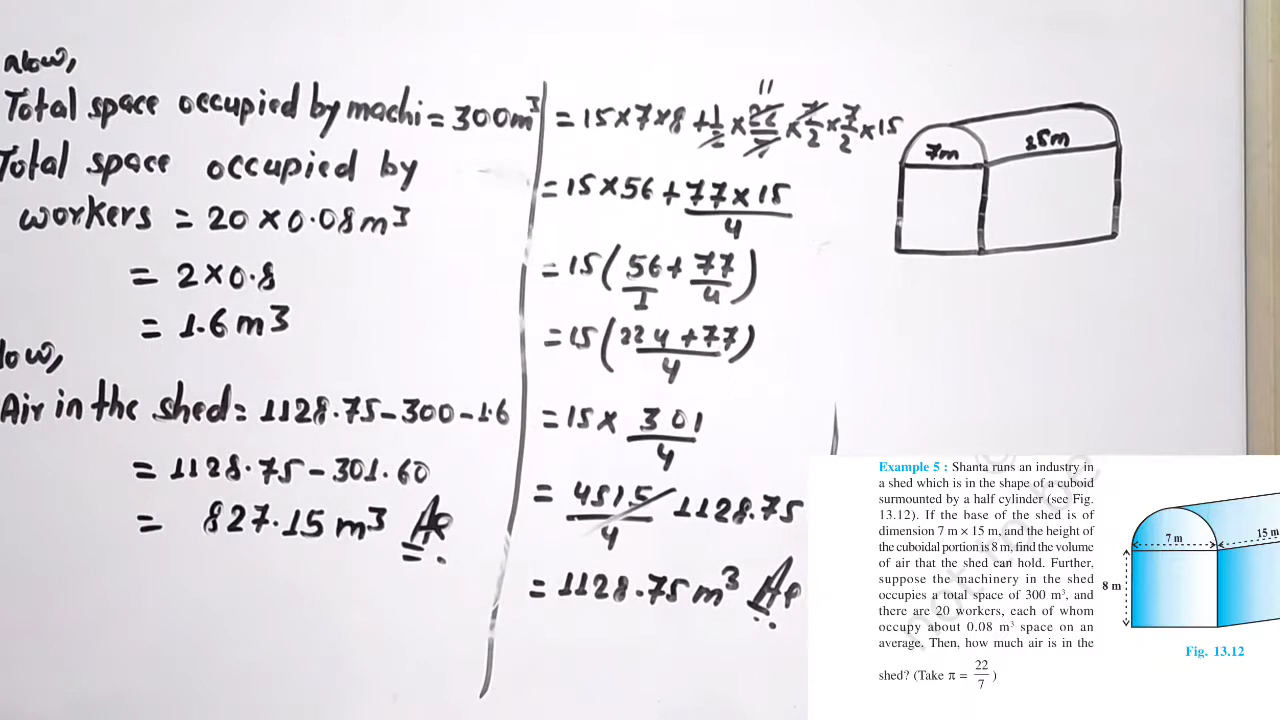 now,
Total space occupied by machi = 300m³
Total space occupied by
workers = 20 × 0.08m³
= 2 × 0.8
= 1.6 m³
low,
Air in the shed = 1128.75 - 300 - 1.6
= 1128.75 - 301.60
= 827.15 m³
= 15×7×8 + 1/2 × 22/7 × 7/2 × 7/2 × 15
11
= 15×56 + 77×15/4
= 15(56/1 + 77/4)
= 15(224+77/4)
= 15 × 301/4
= 4515/4 1128.75
= 1128.75 m³
7m
15m
Example 5 : Shanta runs an industry in
a shed which is in the shape of a cuboid
surmounted by a half cylinder (see Fig.
13.12). If the base of the shed is of
dimension 7 m × 15 m, and the height of
the cuboidal portion is 8 m, find the volume
of air that the shed can hold. Further,
suppose the machinery in the shed
occupies a total space of 300 m³, and
there are 20 workers, each of whom
occupy about 0.08 m³ space on an
average. Then, how much air is in the
shed? (Take π = 22/7)
7 m
15 m
8 m
Fig. 13.12